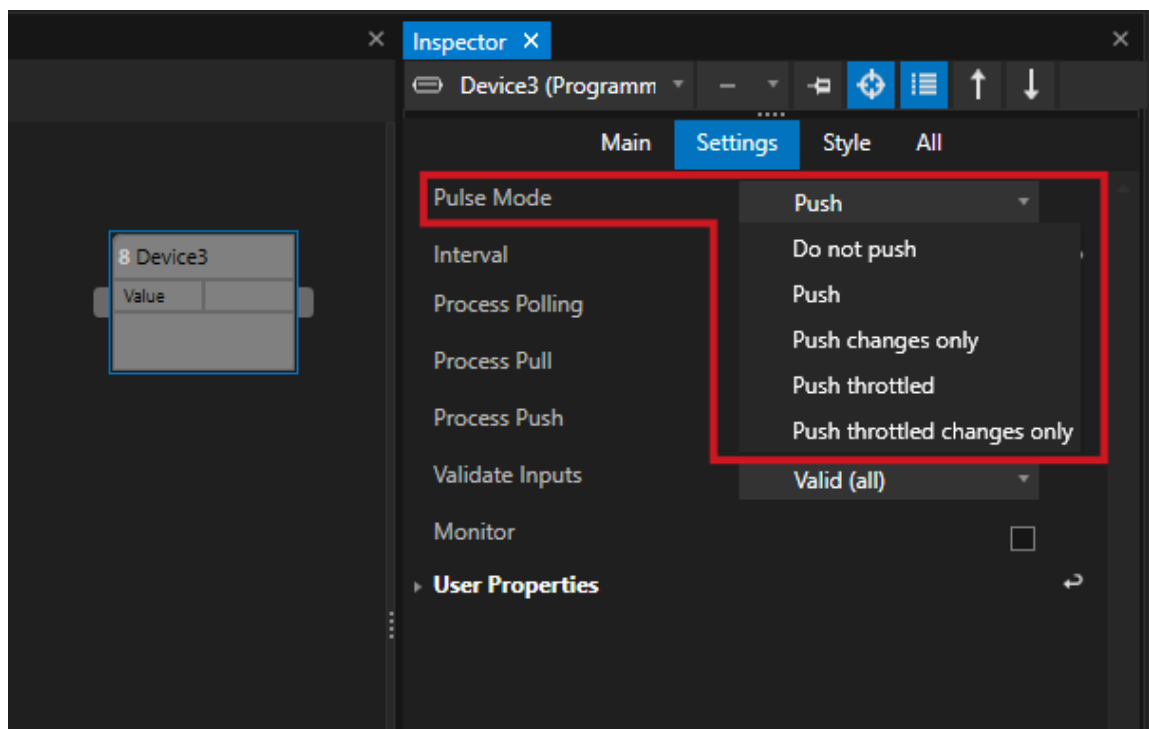 Inspector
Device3 (Programm
Main Settings Style All
Pulse Mode Push
8 Device3
Value
Interval
Do not push
Process Polling
Push
Process Pull
Push changes only
Push throttled
Process Push
Push throttled changes only
Validate Inputs Valid (all)
Monitor
User Properties